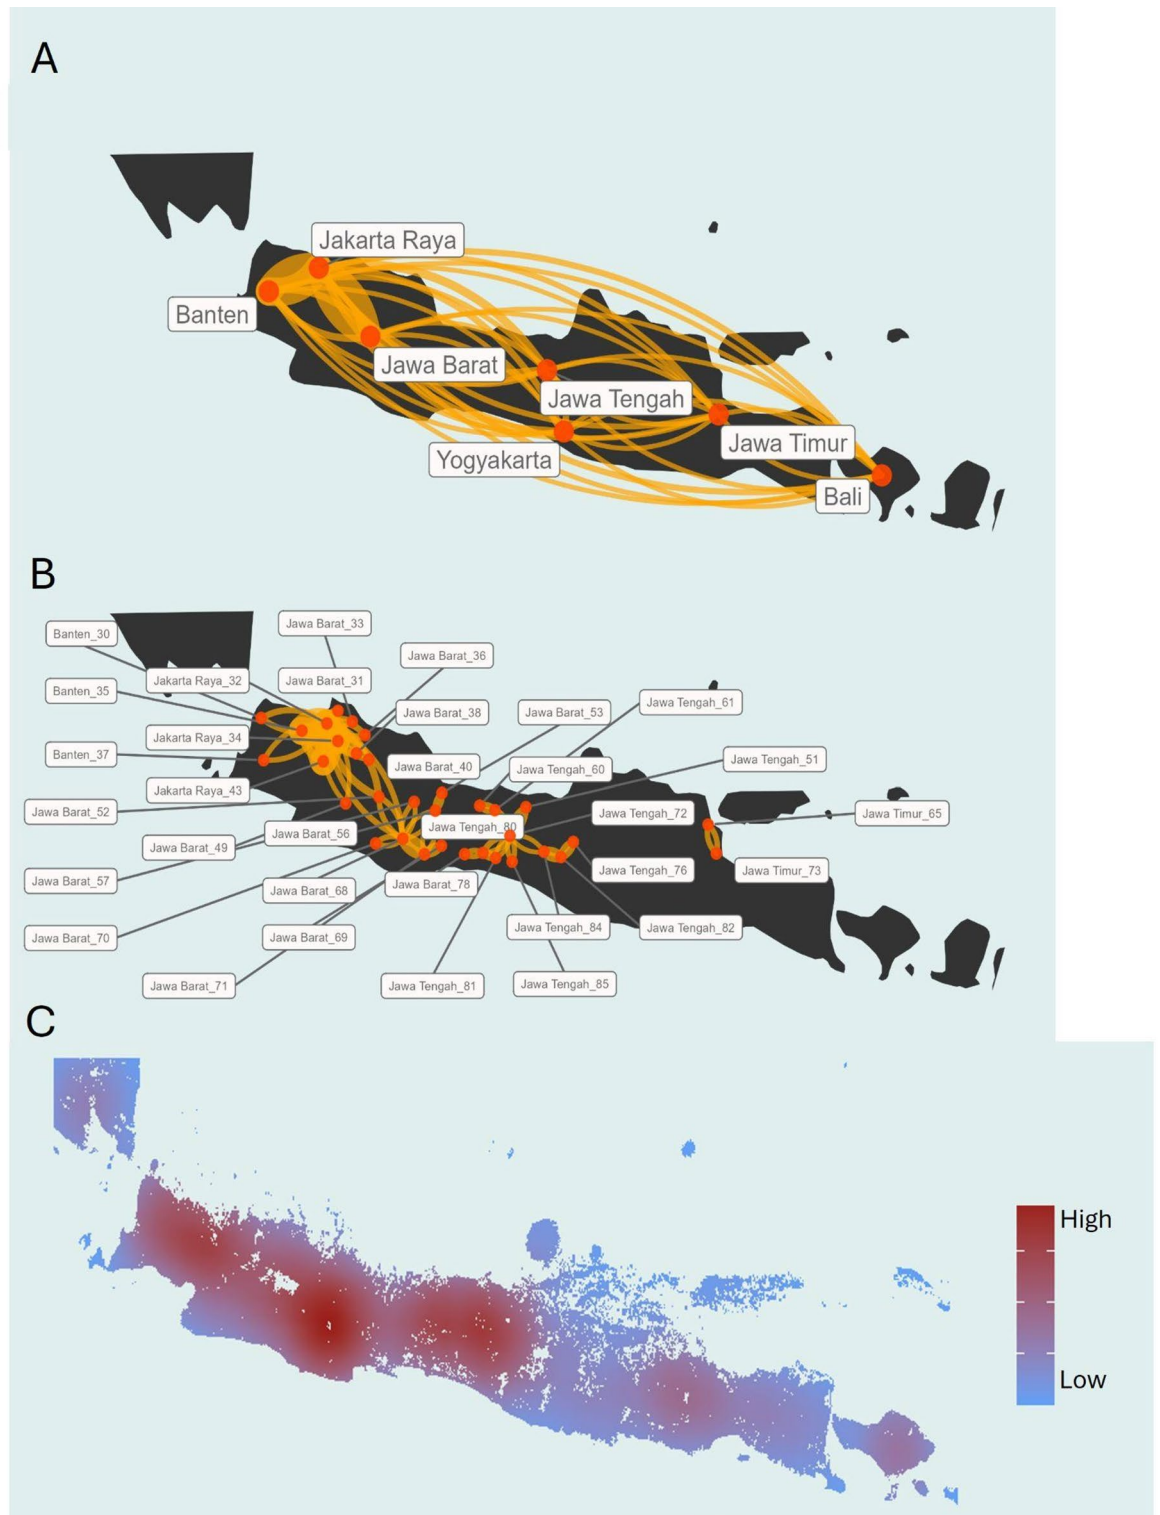 A
Jakarta Raya
Banten
Jawa Barat
Jawa Tengah
Jawa Timur
Yogyakarta
Bali
B
Jawa Barat_33
Banten_30
Jawa Barat_36
Jakarta Raya_32
Jawa Barat_31
Banten_35
Jawa Tengah_61
Jawa Barat_38
Jawa Barat_53
Jakarta Raya_34
Banten_37
Jawa Tengah_51
Jawa Barat_40
Jawa Tengah_60
Jakarta Raya_43
Jawa Barat_52
Jawa Tengah_72
Jawa Timur_65
Jawa Tengah_80
Jawa Barat_56
Jawa Barat_49
Jawa Tengah_76
Jawa Timur_73
Jawa Barat_57
Jawa Barat_78
Jawa Barat_68
Jawa Tengah_84
Jawa Tengah_82
Jawa Barat_70
Jawa Barat_69
Jawa Barat_71
Jawa Tengah_81
Jawa Tengah_85
C
High
Low